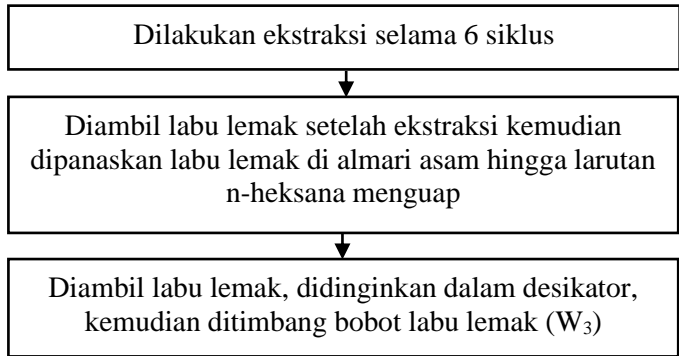 Dilakukan ekstraksi selama 6 siklus
Diambil labu lemak setelah ekstraksi kemudian
dipanaskan labu lemak di almari asam hingga larutan
n-heksana menguap
Diambil labu lemak, didinginkan dalam desikator,
kemudian ditimbang bobot labu lemak (W₃)